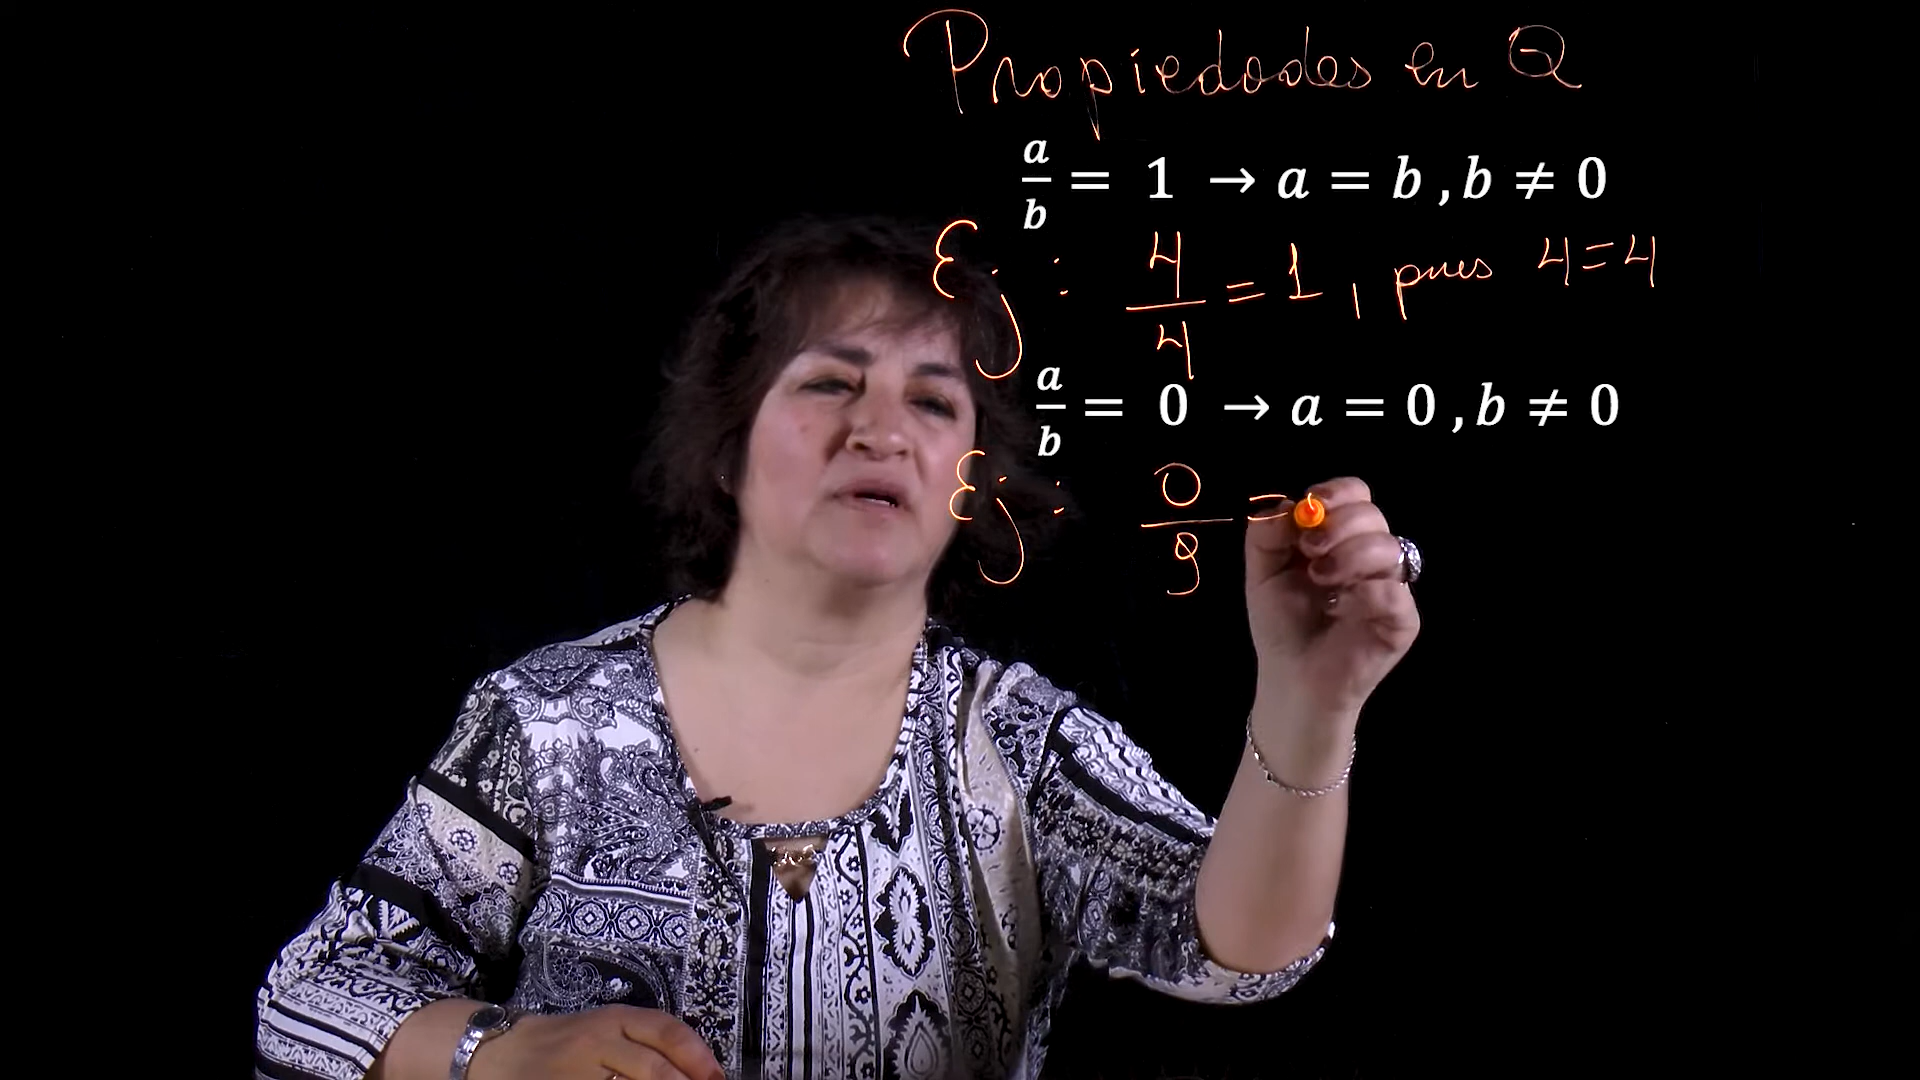 Propiedades en Q
a/b = 1 → a = b , b ≠ 0
Ej : 4/4 = 1 , pues 4 = 4
a/b = 0 → a = 0 , b ≠ 0
Ej : 0/9 =